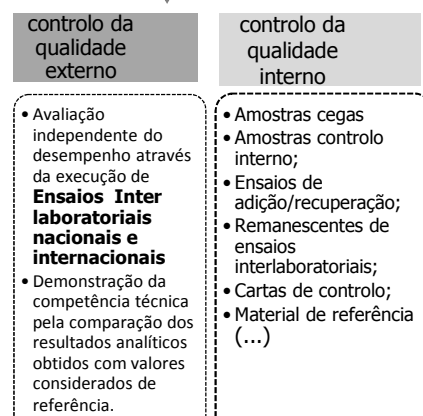 controlo da
qualidade
externo
• Avaliação
independente do
desempenho através
da execução de
Ensaios Inter
laboratoriais
nacionais e
internacionais
• Demonstração da
competência técnica
pela comparação dos
resultados analíticos
obtidos com valores
considerados de
referência.
controlo da
qualidade
interno
• Amostras cegas
• Amostras controlo
interno;
• Ensaios de
adição/recuperação;
• Remanescentes de
ensaios
interlaboratoriais;
• Cartas de controlo;
• Material de referência
(...)